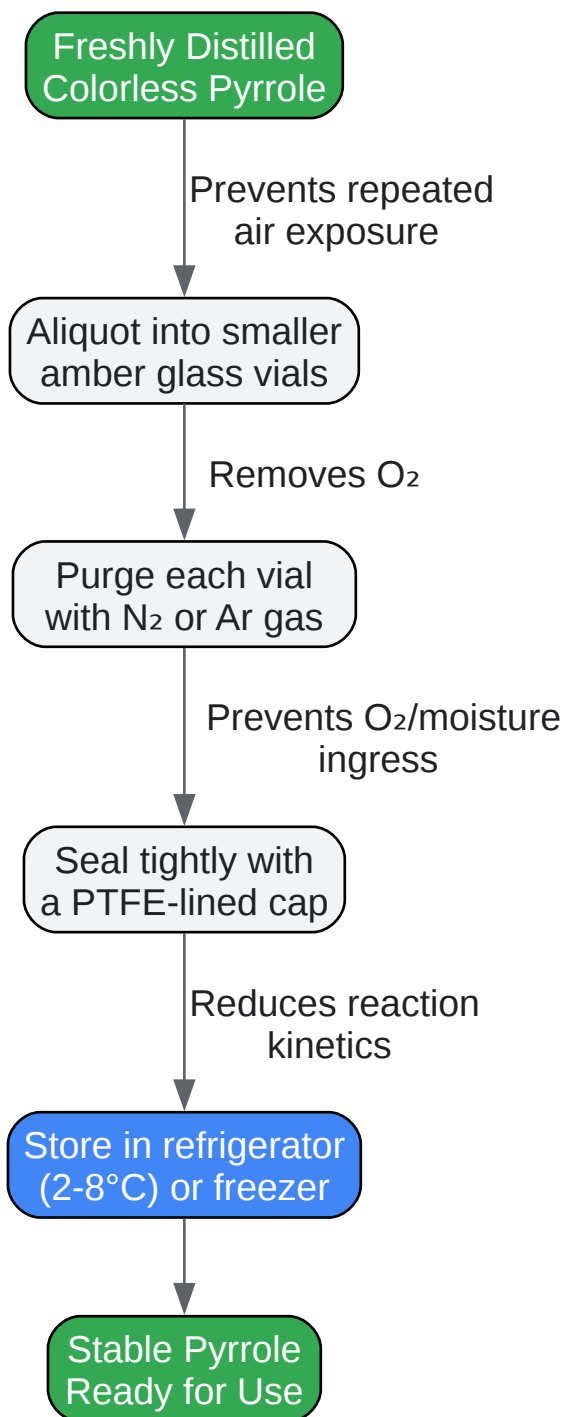 Freshly Distilled
Colorless Pyrrole
Prevents repeated
air exposure
Aliquot into smaller
amber glass vials
Removes O₂
Purge each vial
with N₂ or Ar gas
Prevents O₂/moisture
ingress
Seal tightly with
a PTFE-lined cap
Reduces reaction
kinetics
Store in refrigerator
(2-8°C) or freezer
Stable Pyrrole
Ready for Use